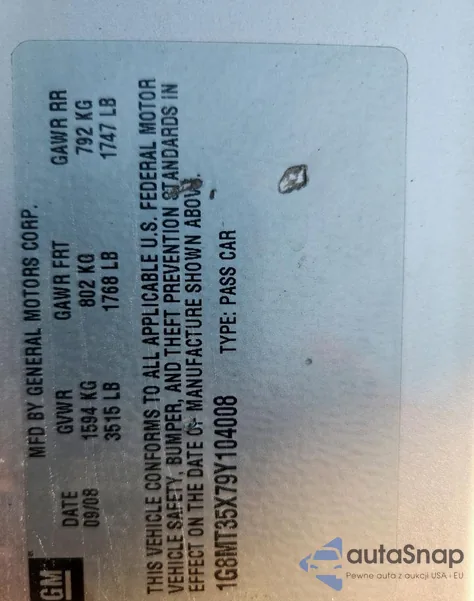 GM
MFD BY GENERAL MOTORS CORP.
DATE GVWR GAWR FRT GAWR RR
09/08 1594 KG 802 KG 792 KG
3515 LB 1768 LB 1747 LB
THIS VEHICLE CONFORMS TO ALL APPLICABLE U.S. FEDERAL MOTOR
VEHICLE SAFETY, BUMPER, AND THEFT PREVENTION STANDARDS IN
EFFECT ON THE DATE OF MANUFACTURE SHOWN ABOVE.
1G8MT35X79Y104008 TYPE: PASS CAR
autaSnap
Pewne auta z aukcji USA i EU